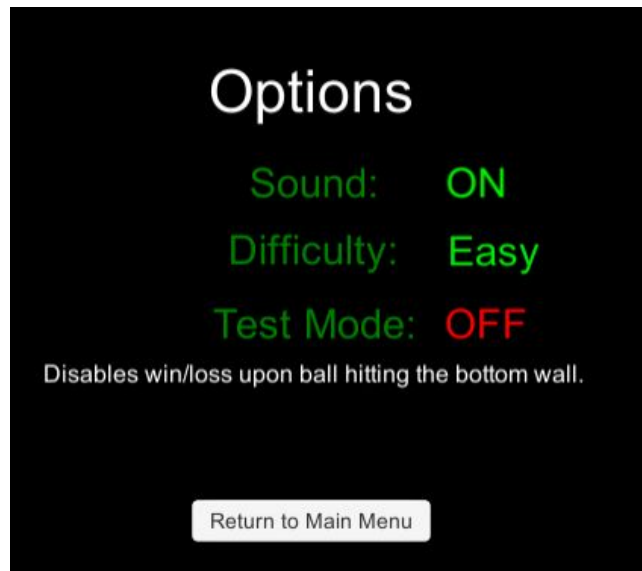 Options
Sound: ON
Difficulty: Easy
Test Mode: OFF
Disables win/loss upon ball hitting the bottom wall.
Return to Main Menu